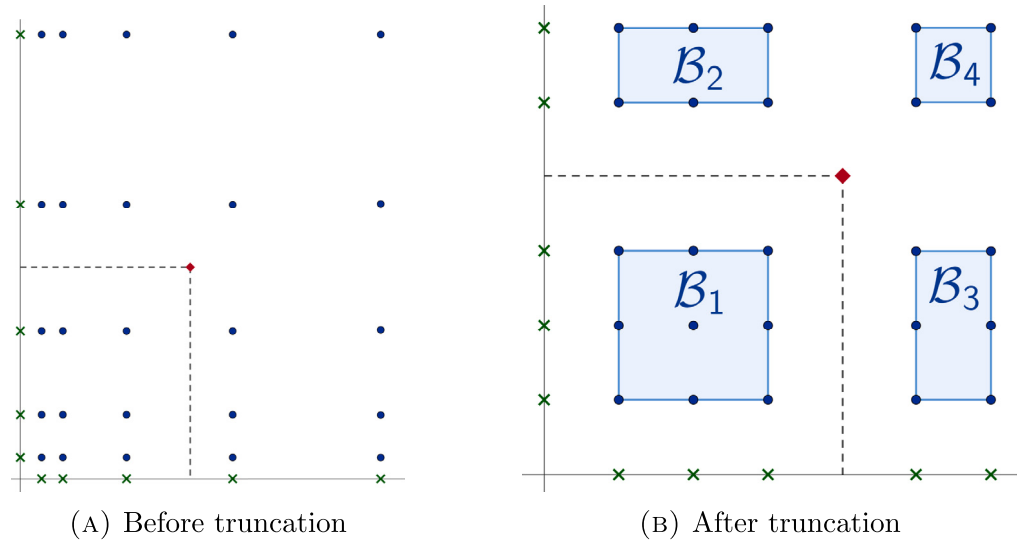 B₂
B₄
B₁
B₃
(A) Before truncation
(B) After truncation